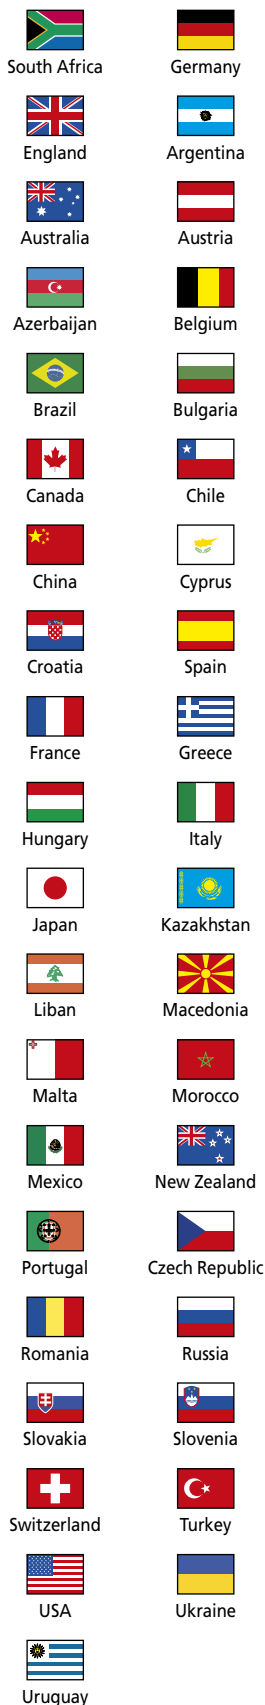 South Africa
Germany
England
Argentina
Australia
Austria
Azerbaijan
Belgium
Brazil
Bulgaria
Canada
Chile
China
Cyprus
Croatia
Spain
France
Greece
Hungary
Italy
Japan
Kazakhstan
Liban
Macedonia
Malta
Morocco
Mexico
New Zealand
Portugal
Czech Republic
Romania
Russia
Slovakia
Slovenia
Switzerland
Turkey
USA
Ukraine
Uruguay